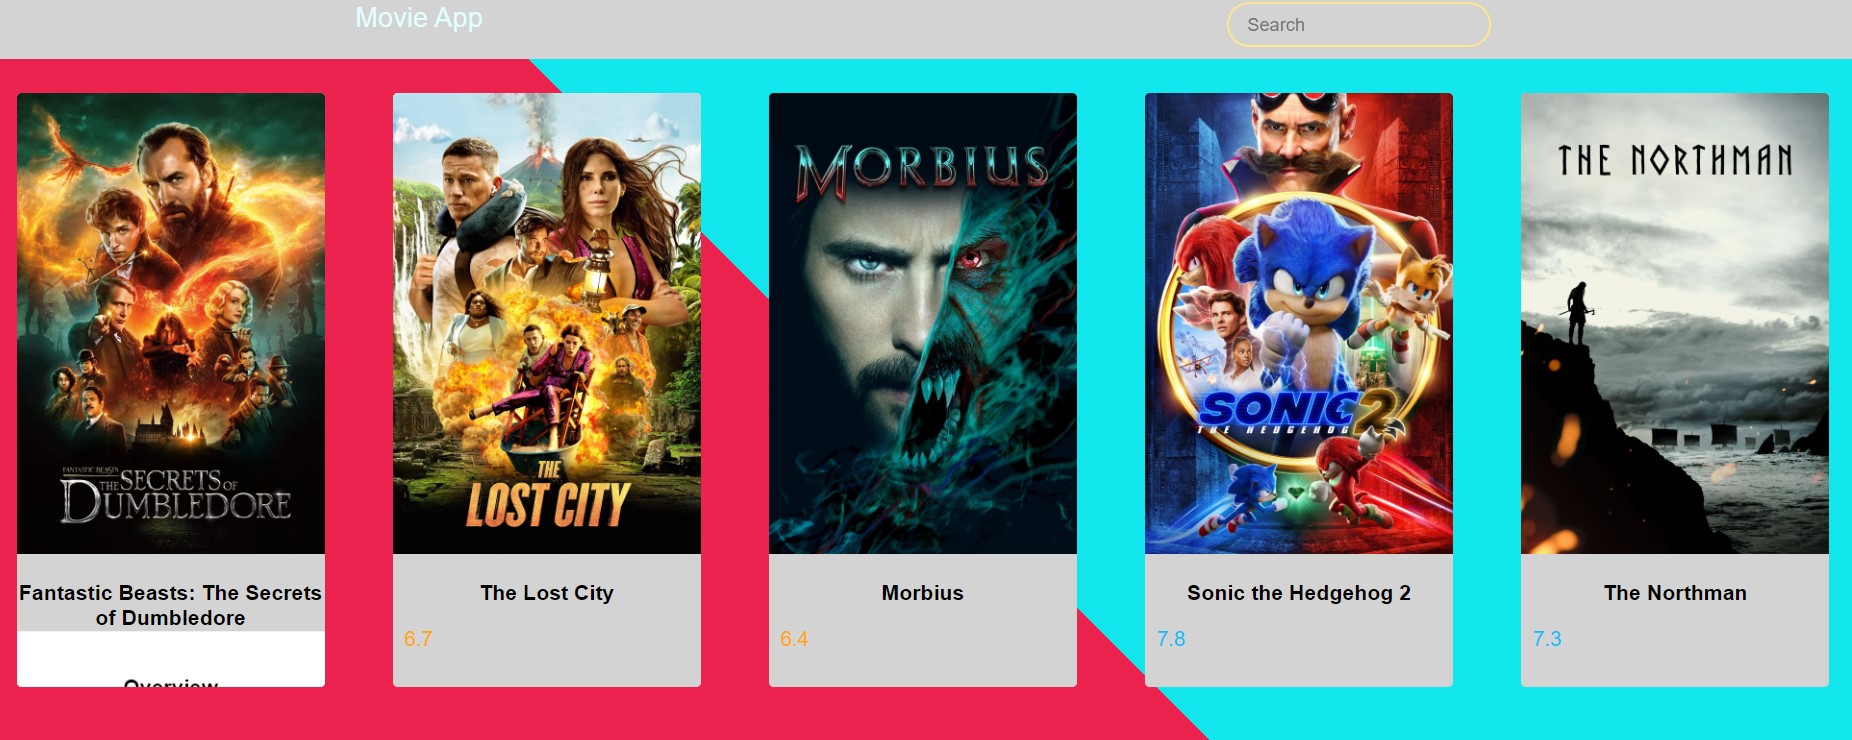 Movie App
Search
FANTASTIC BEASTS
THE SECRETS OF
DUMBLEDORE
THE
LOST CITY
MORBIUS
SONIC 2
THE HEDGEHOG
THE NORTHMAN
Fantastic Beasts: The Secrets
of Dumbledore
Overview
The Lost City
6.7
Morbius
6.4
Sonic the Hedgehog 2
7.8
The Northman
7.3